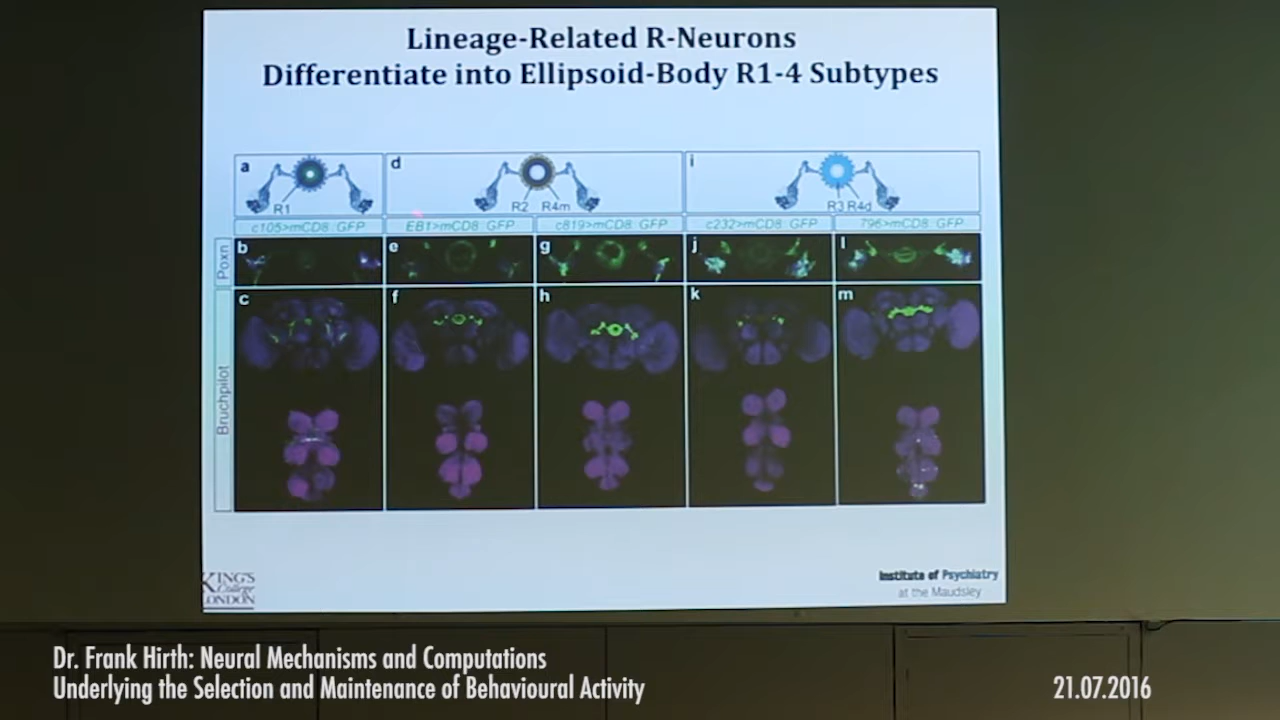 Lineage-Related R-Neurons
Differentiate into Ellipsoid-Body R1-4 Subtypes
a
R1
d
R2
R4m
i
R3
R4d
c105>mCD8::GFP
EB1>mCD8::GFP
c819>mCD8::GFP
c232>mCD8::GFP
796>mCD8::GFP
Poxn
b
e
g
j
l
Bruchpilot
c
f
h
k
m
KING'S
College
LONDON
Institute of Psychiatry
at the Maudsley
Dr. Frank Hirth: Neural Mechanisms and Computations
Underlying the Selection and Maintenance of Behavioural Activity
21.07.2016